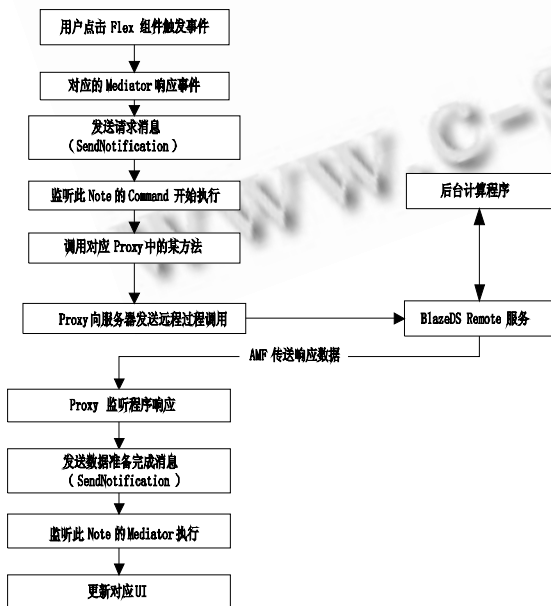 用户点击 Flex 组件触发事件
对应的 Mediator 响应事件
发送请求消息
(SendNotification)
监听此 Note 的 Command 开始执行
后台计算程序
调用对应 Proxy 中的某方法
Proxy 向服务器发送远程过程调用
BlazeDS Remote 服务
AMF 传送响应数据
Proxy 监听程序响应
发送数据准备完成消息
(SendNotification )
监听此 Note 的 Mediator 执行
更新对应 UI
www.c-s